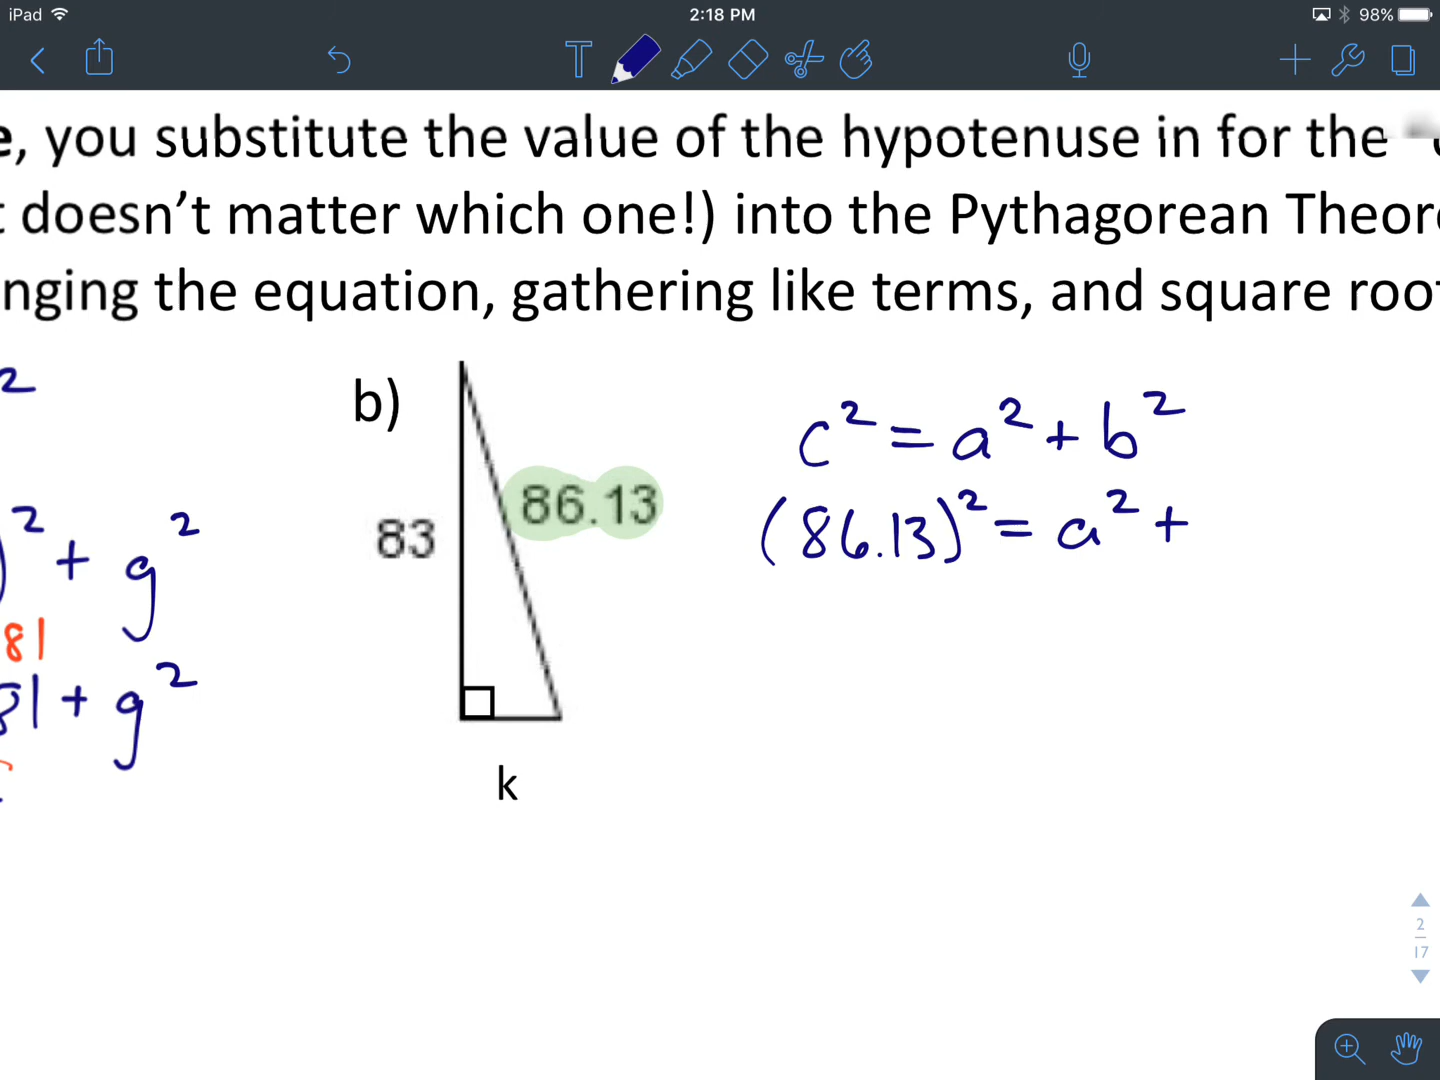 iPad 2:18 PM 98%
T
e, you substitute the value of the hypotenuse in for the
t doesn't matter which one!) into the Pythagorean Theor
nging the equation, gathering like terms, and square root
2
b) c² = a² + b²
)² + g² 83 86.13 (86.13)² = a² +
81
81 + g²
k
2
17